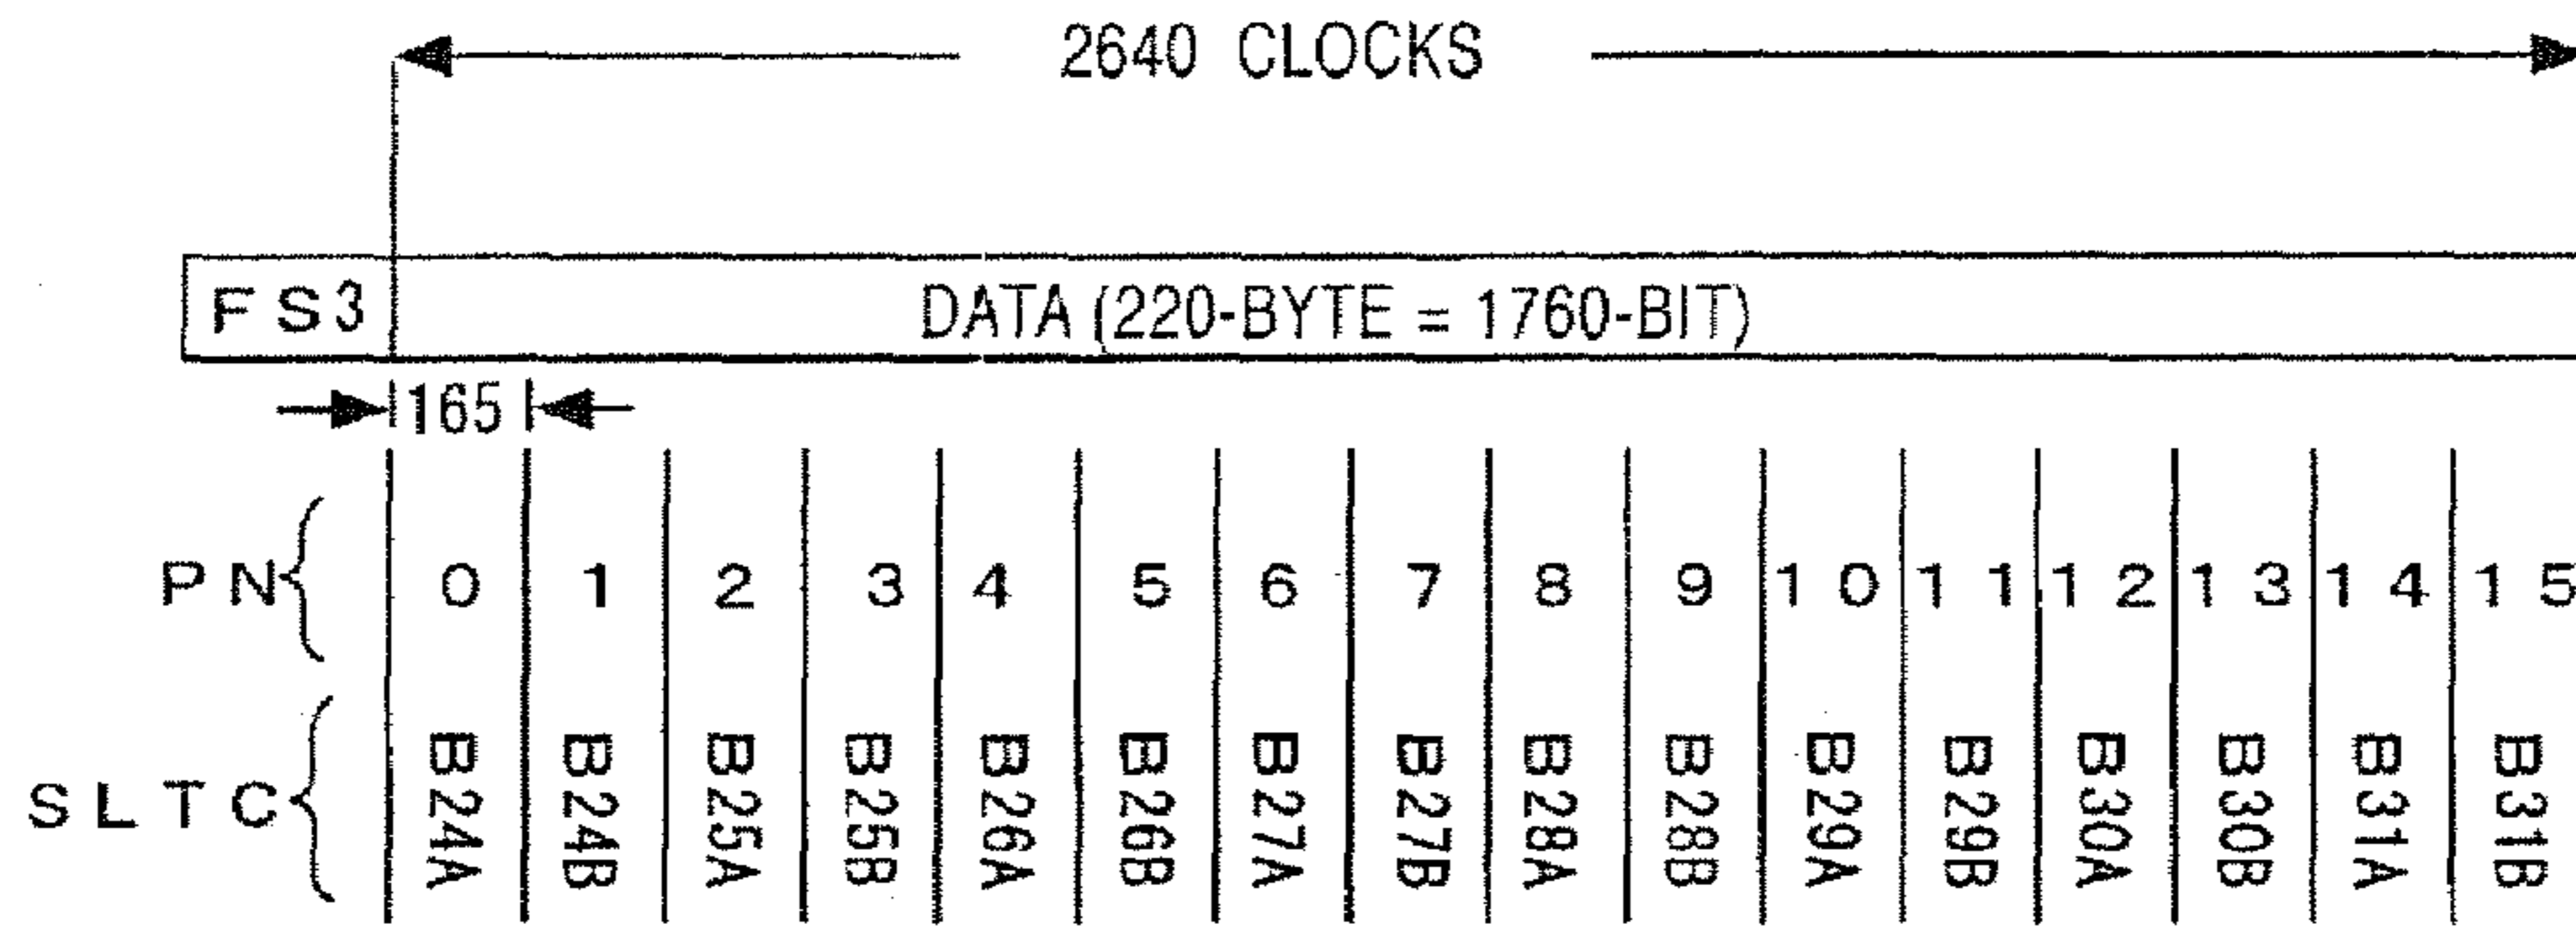 2640 CLOCKS
FS3 DATA (220-BYTE = 1760-BIT)
165
PN 0 1 2 3 4 5 6 7 8 9 10 11 12 13 14 15
SLTC B24A B24B B25A B25B B26A B26B B27A B27B B28A B28B B29A B29B B30A B30B B31A B31B